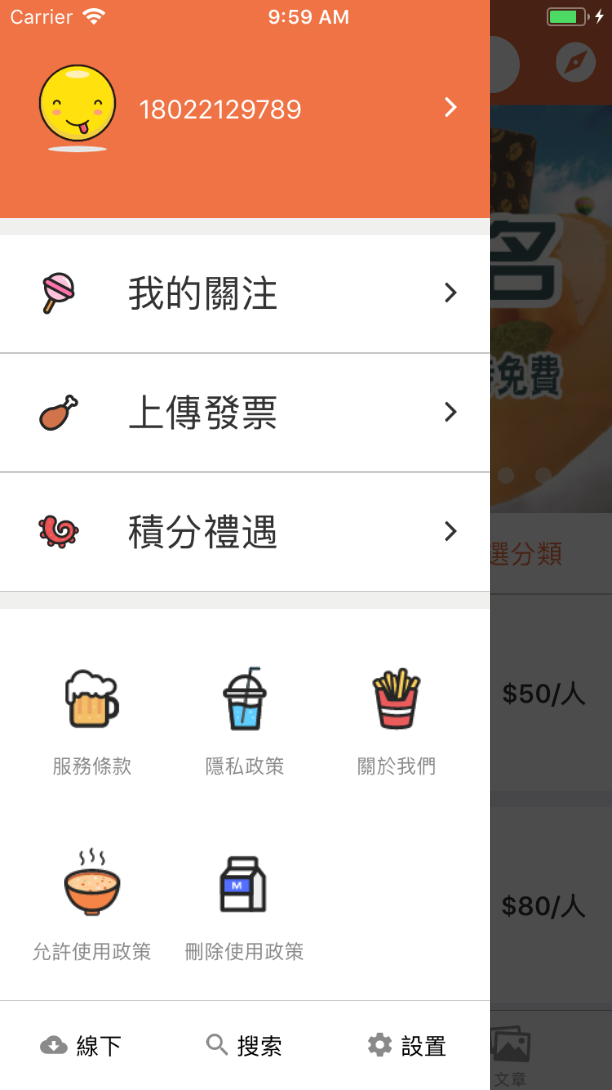 Carrier 9:59 AM
18022129789
名
我的關注
免費
上傳發票
積分禮遇
選分類
$50/人
服務條款 隱私政策 關於我們
M
$80/人
允許使用政策 刪除使用政策
線下 搜索 設置
文章